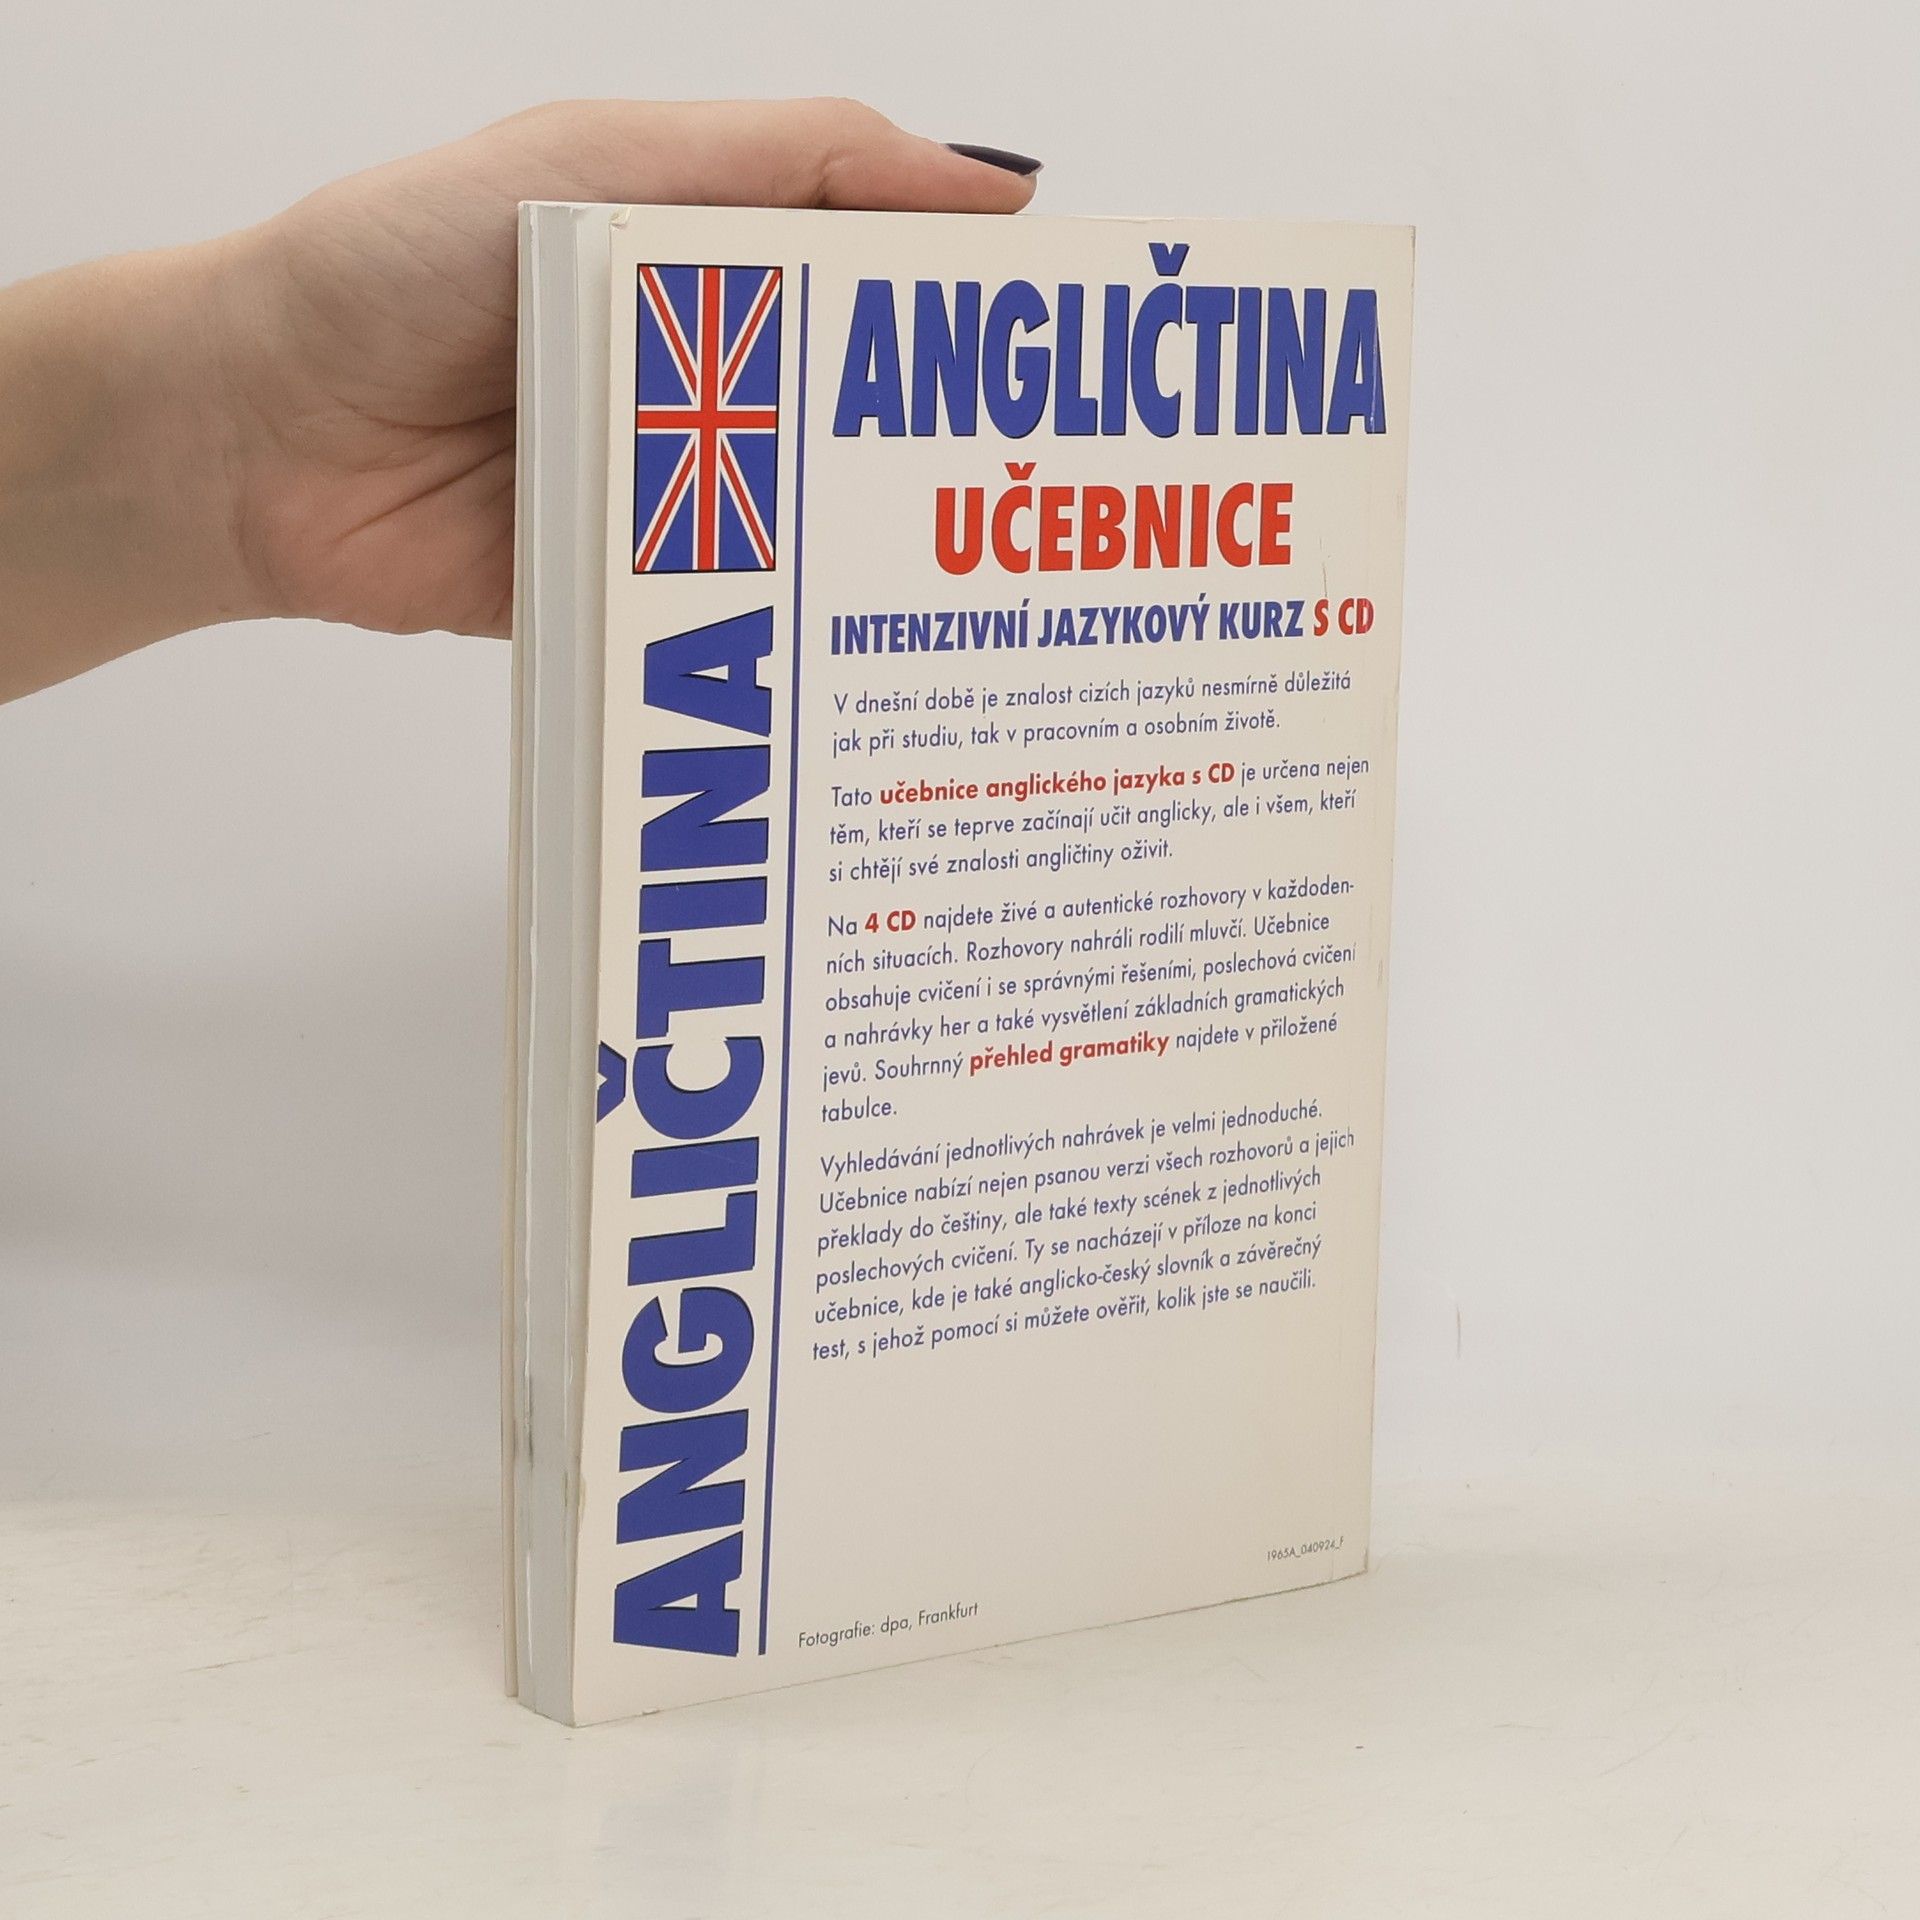 ANGLIČTINA
ANGLIČTINA
UČEBNICE
INTENZIVNÍ JAZYKOVÝ KURZ S CD
V dnešní době je znalost cizích jazyků nesmírně důležitá
jak při studiu, tak v pracovním a osobním životě.
Tato učebnice anglického jazyka s CD je určena nejen
těm, kteří se teprve začínají učit anglicky, ale i všem, kteří
si chtějí své znalosti angličtiny oživit.
Na 4 CD najdete živé a autentické rozhovory v každoden-
ních situacích. Rozhovory nahráli rodilí mluvčí. Učebnice
obsahuje cvičení i se správnými řešeními, poslechová cvičení
a nahrávky her a také vysvětlení základních gramatických
jevů. Souhrnný přehled gramatiky najdete v přiložené
tabulce.
Vyhledávání jednotlivých nahrávek je velmi jednoduché.
Učebnice nabízí nejen psanou verzi všech rozhovorů a jejich
překlady do češtiny, ale také texty scének z jednotlivých
poslechových cvičení. Ty se nacházejí v příloze na konci
učebnice, kde je také anglicko-český slovník a závěrečný
test, s jehož pomocí si můžete ověřit, kolik jste se naučili.
1965A_040924_F
Fotografie: dpa, Frankfurt